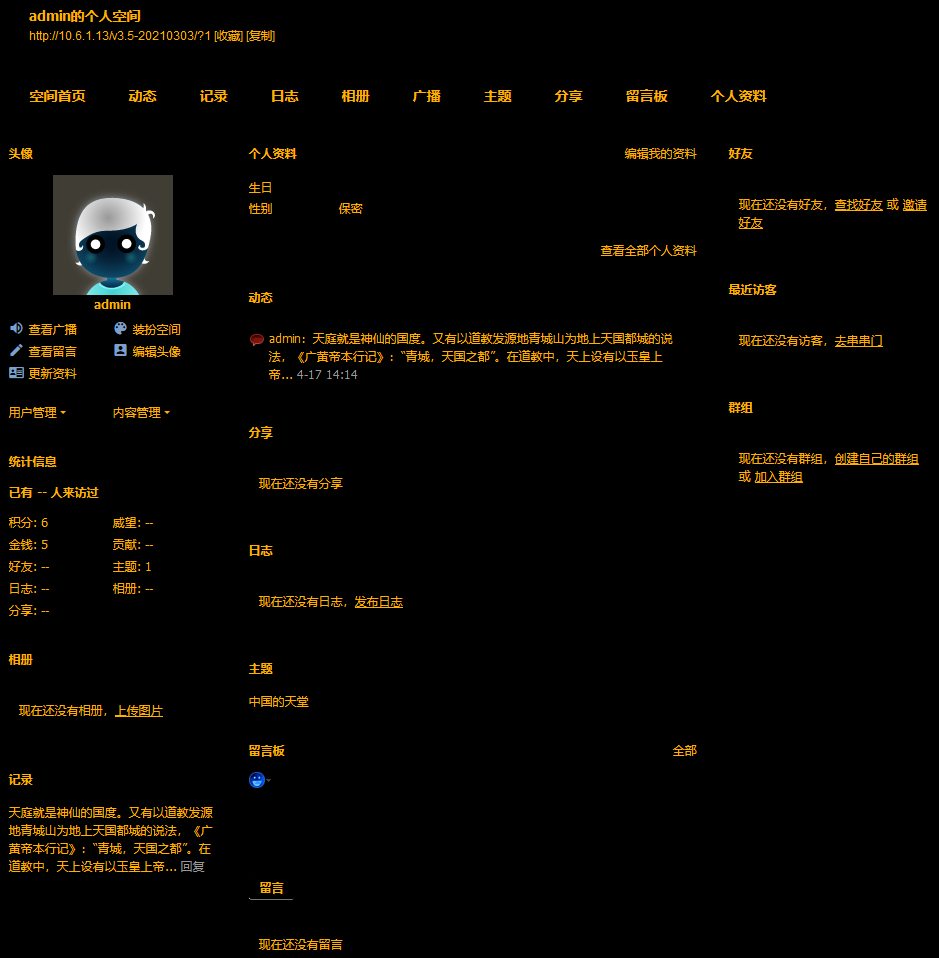 admin的个人空间
http://10.6.1.13/v3.5-20210303/?1 [收藏] [复制]
空间首页 动态 记录 日志 相册 广播 主题 分享 留言板 个人资料
头像
admin
查看广播 装扮空间
查看留言 编辑头像
更新资料
用户管理 内容管理
统计信息
已有 -- 人来访过
积分: 6 威望: --
金钱: 5 贡献: --
好友: -- 主题: 1
日志: -- 相册: --
分享: --
相册
现在还没有相册，上传图片
记录
天庭就是神仙的国度。又有以道教发源
地青城山为地上天国都城的说法，《广
黄帝本行记》：“青城，天国之都”。在
道教中，天上设有以玉皇上帝... 回复
个人资料 编辑我的资料
生日
性别 保密
查看全部个人资料
动态
admin：天庭就是神仙的国度。又有以道教发源地青城山为地上天国都城的说
法，《广黄帝本行记》：“青城，天国之都”。在道教中，天上设有以玉皇上
帝... 4-17 14:14
分享
现在还没有分享
日志
现在还没有日志，发布日志
主题
中国的天堂
留言板 全部
留言
现在还没有留言
好友
现在还没有好友，查找好友 或 邀请
好友
最近访客
现在还没有访客，去串串门
群组
现在还没有群组，创建自己的群组
或 加入群组